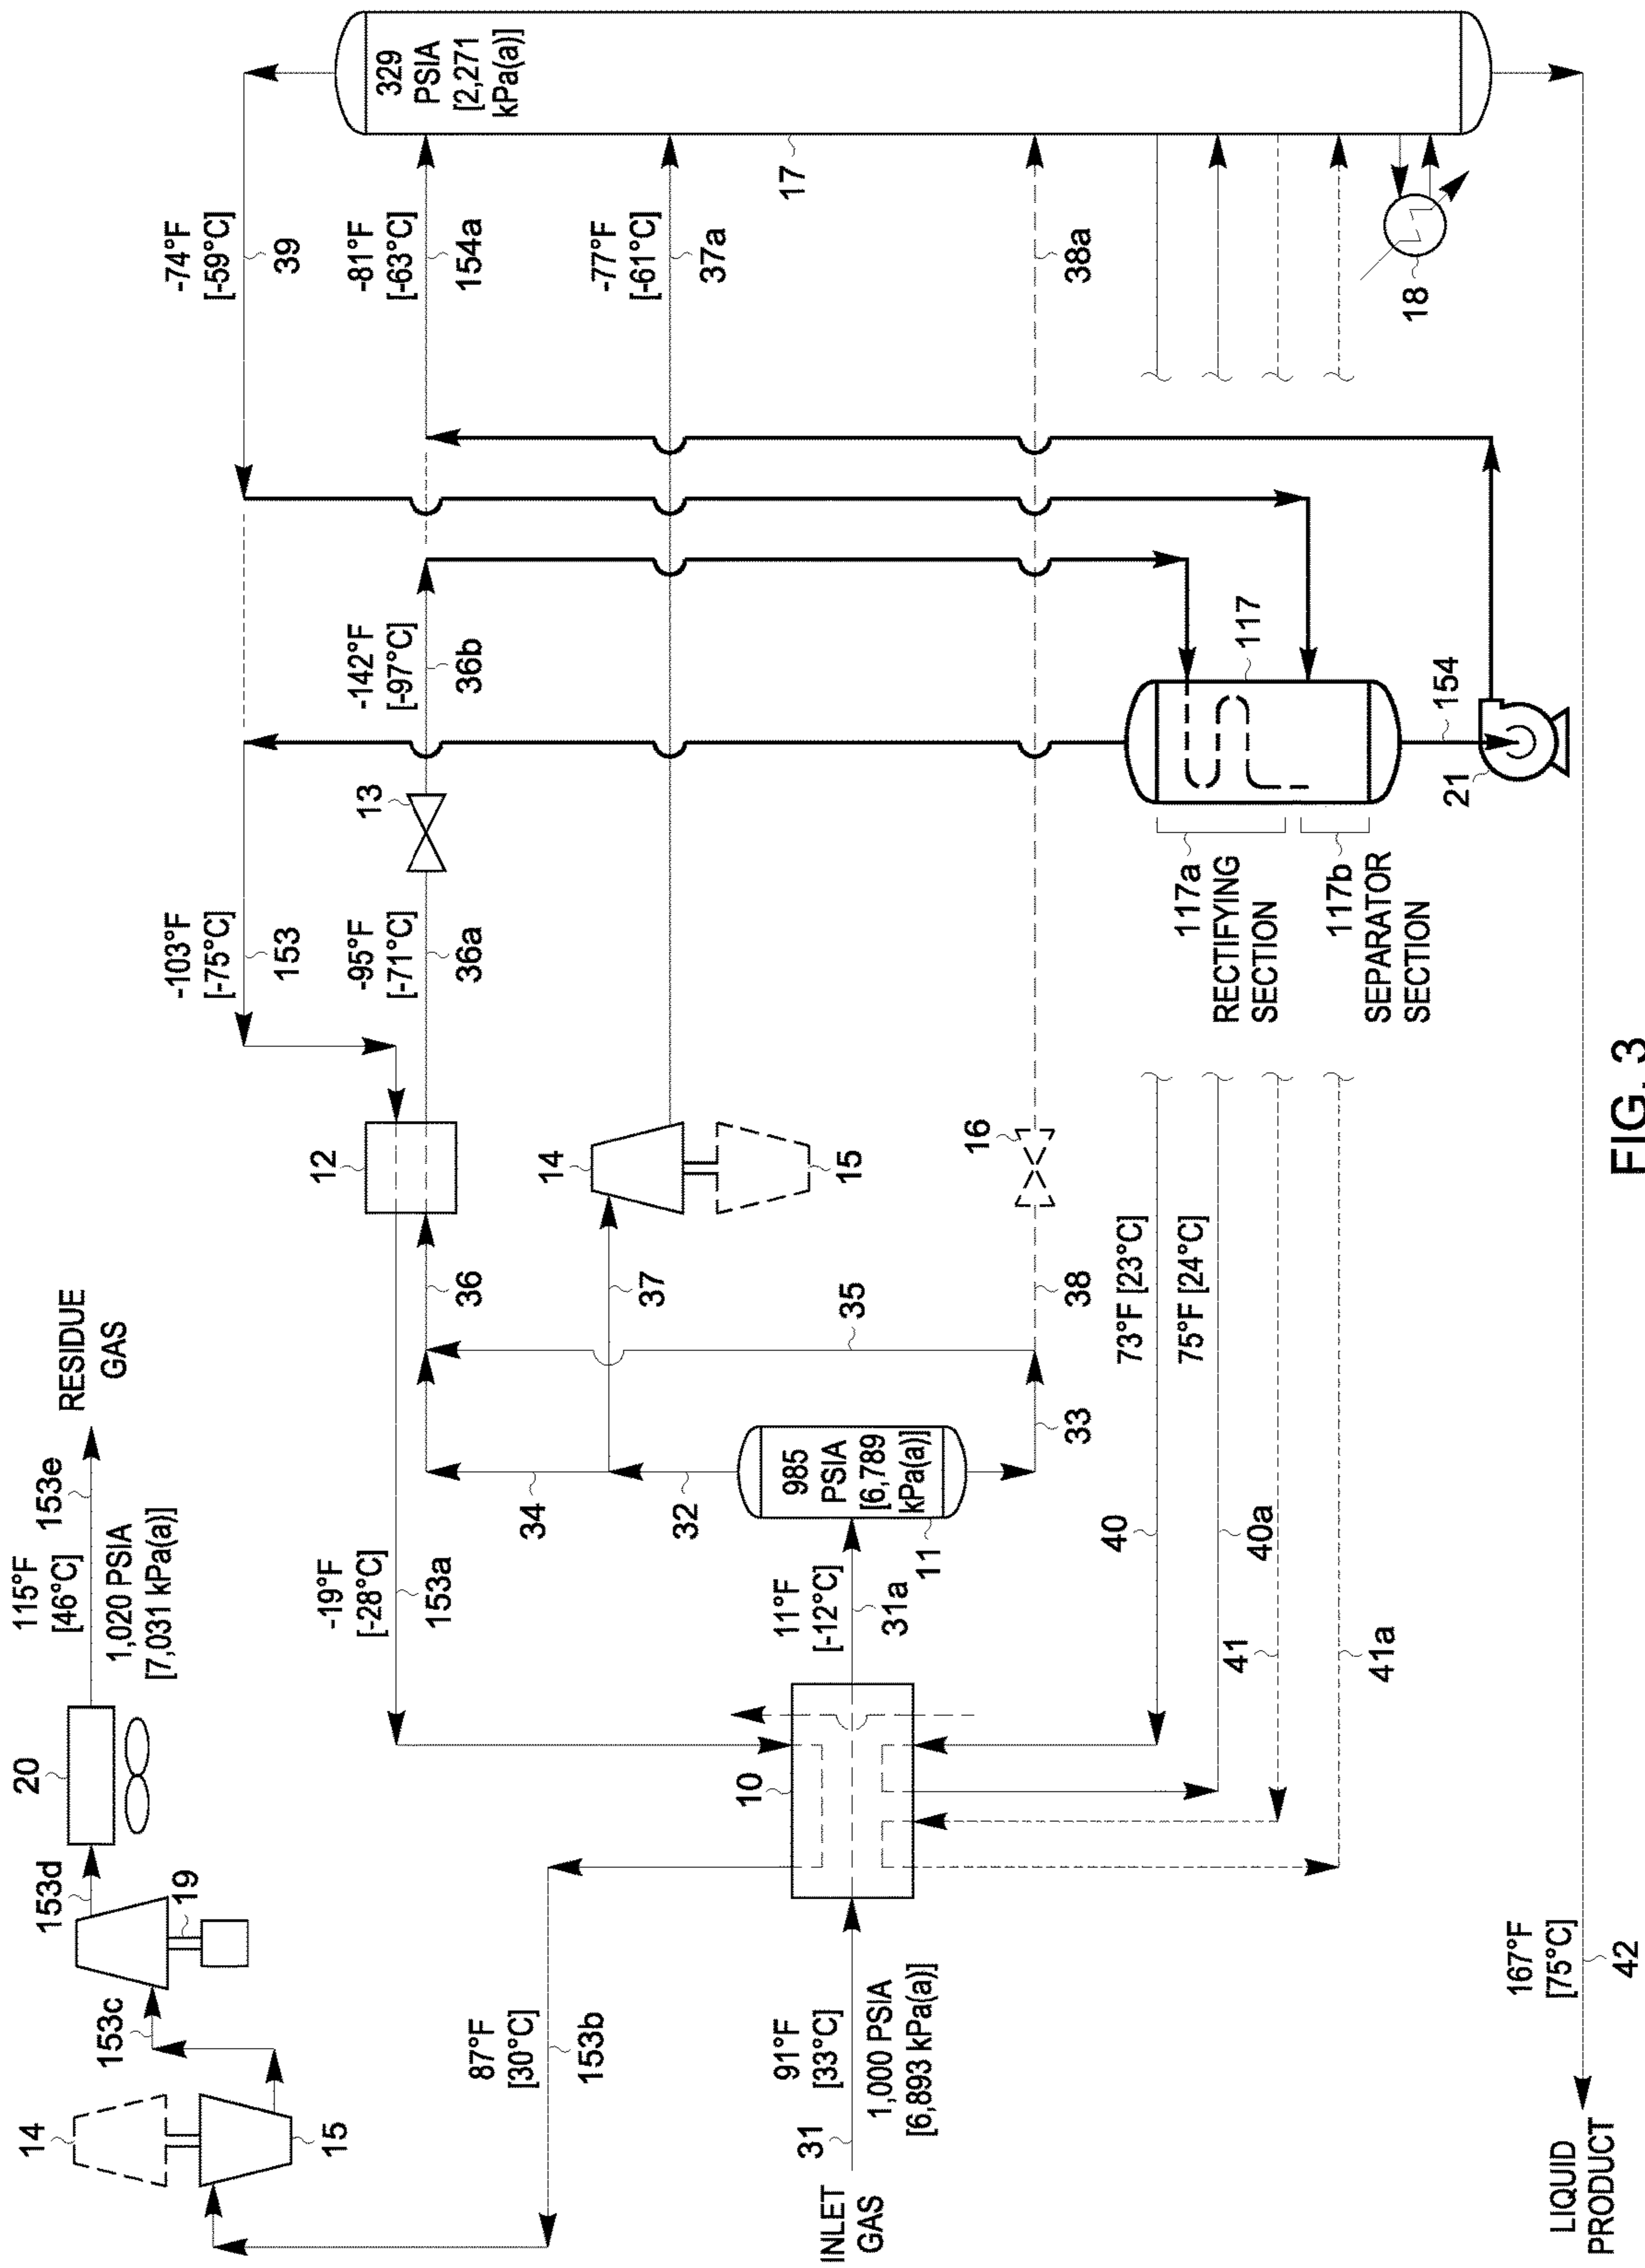 RESIDUE
GAS
115°F
[46°C]
153e
1,020 PSIA
[7,031 kPa(a)]
20
153d
19
153c
14
15
87°F
[30°C]
153b
-19°F
[-28°C]
153a
12
-103°F
[-75°C]
153
-74°F
[-59°C]
39
34
36
-95°F
[-71°C]
36a
13
-142°F
[-97°C]
36b
-81°F
[-63°C]
154a
329
PSIA
[2,271
kPa(a)]
32
37
14
15
-77°F
[-61°C]
37a
17
INLET
GAS
31
91°F
[33°C]
1,000 PSIA
[6,893 kPa(a)]
10
11°F
[-12°C]
31a
11
985
PSIA
[6,789
kPa(a)]
35
33
38
16
38a
73°F [23°C]
40
75°F [24°C]
40a
41
41a
117a
RECTIFYING
SECTION
117b
SEPARATOR
SECTION
117
154
21
18
LIQUID
PRODUCT
167°F
[75°C]
42
FIG. 3